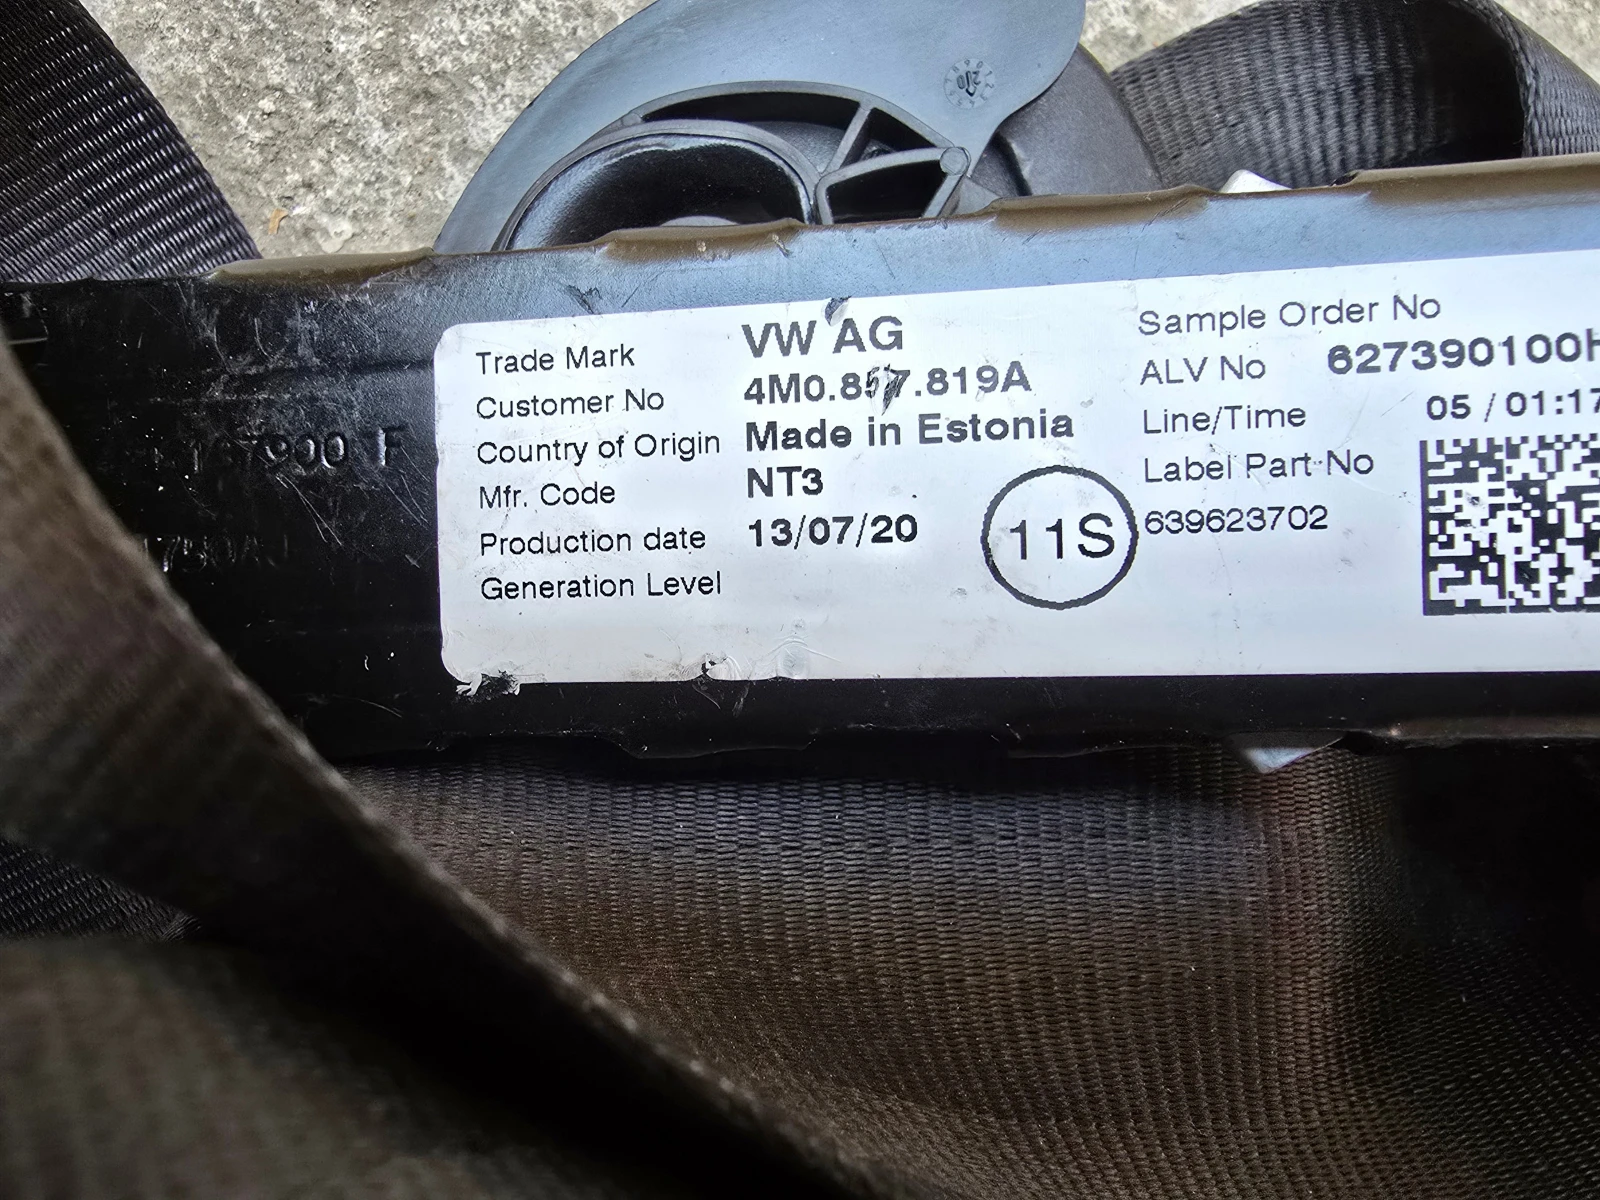 Trade Mark VW AG
Customer No 4M0.857.819A
Country of Origin Made in Estonia
Mfr. Code NT3
Production date 13/07/20
Generation Level
11S
Sample Order No
ALV No 627390100H
Line/Time 05 / 01:17
Label Part No
639623702